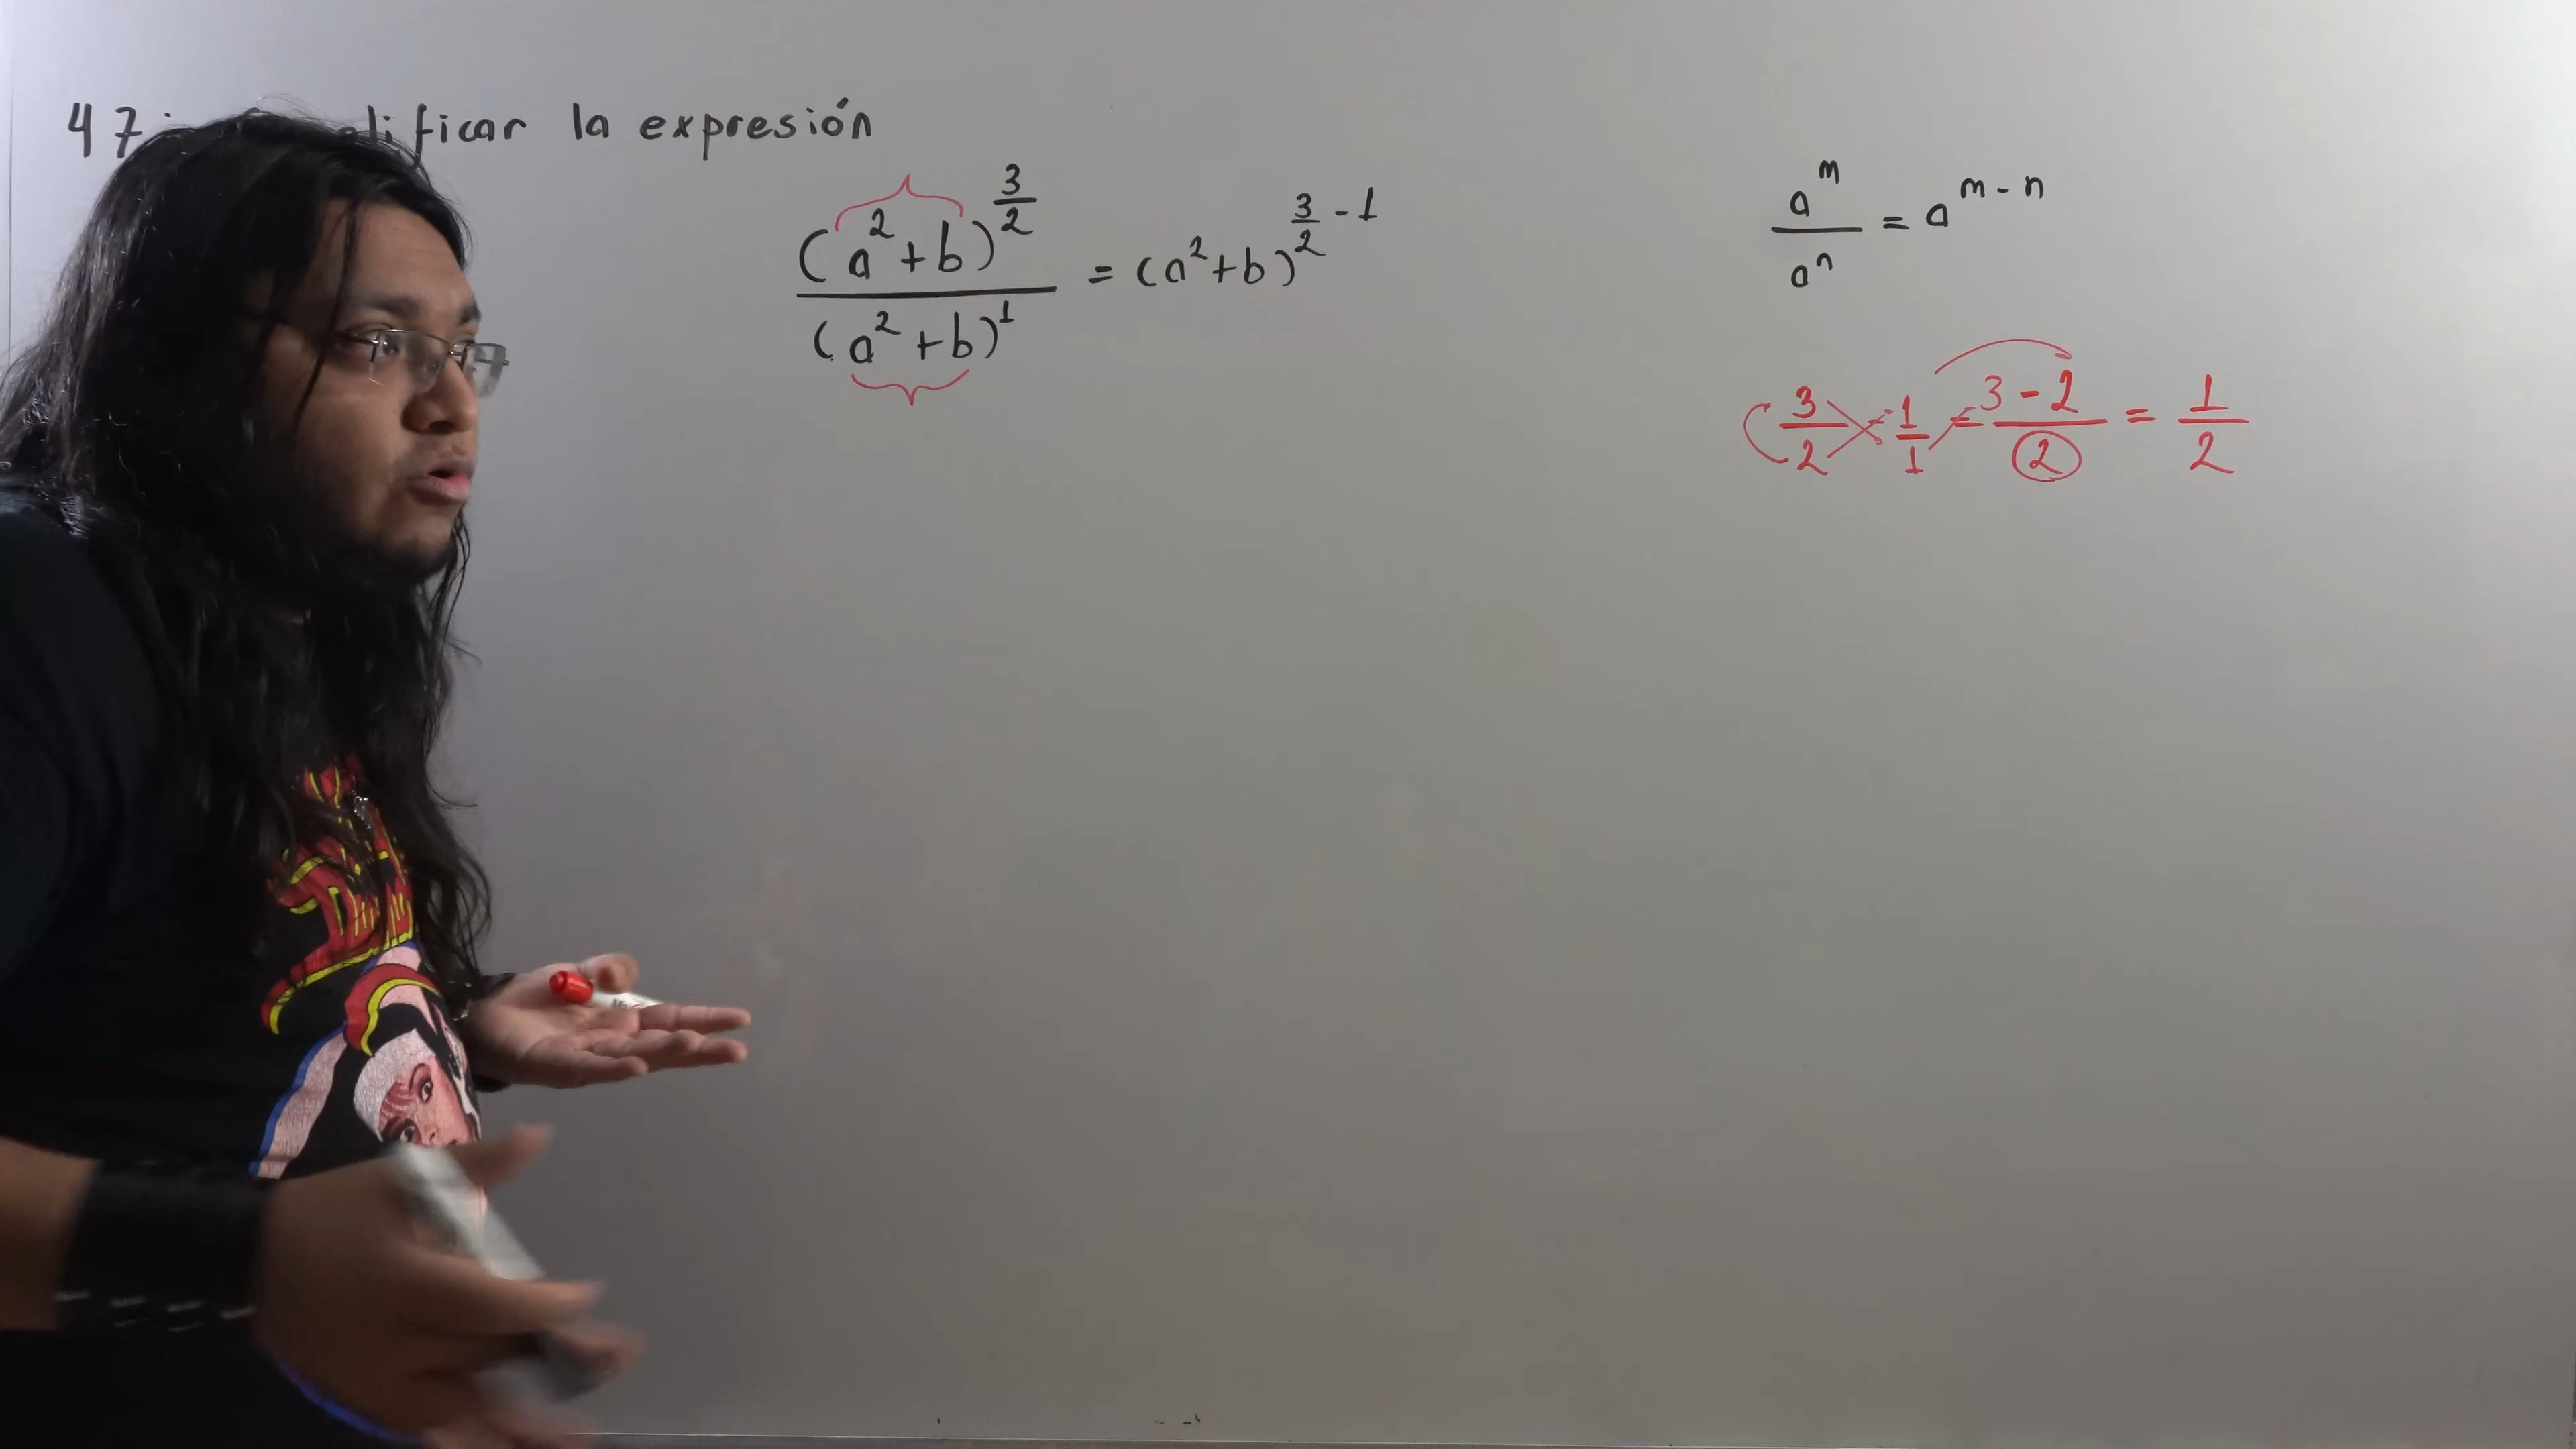 47 la expresión
(a²+b)^(3/2) / (a²+b)¹ = (a²+b)^(3/2 - 1)
a^m / a^n = a^(m-n)
3/2 - 1/1 = (3-2)/2 = 1/2